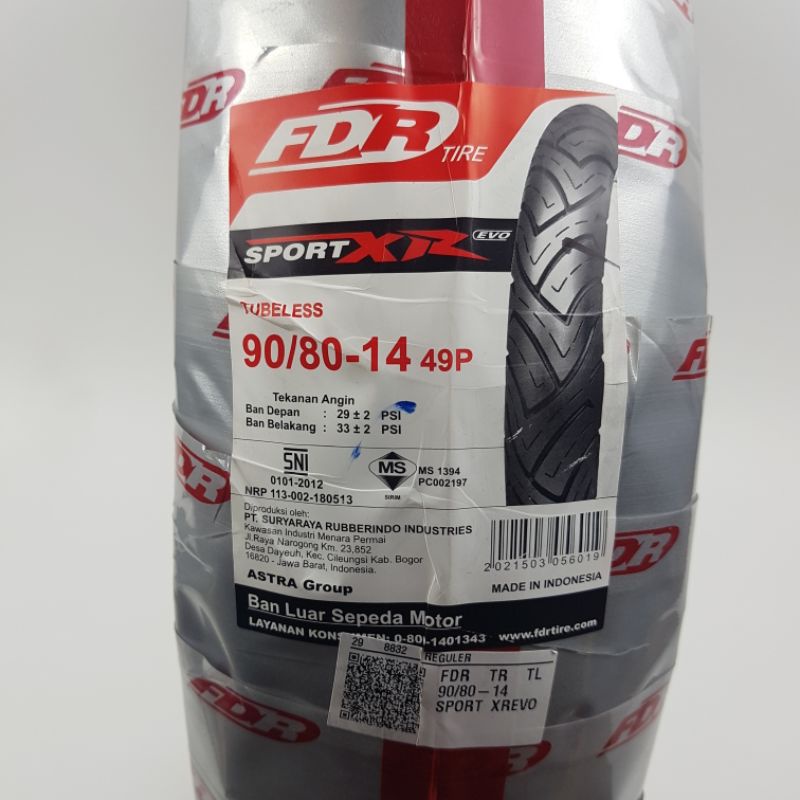 FDR
FDR TIRE
FDR
SPORT XR EVO
TUBELESS
90/80-14 49P
Tekanan Angin
Ban Depan : 29 ± 2 PSI
Ban Belakang : 33 ± 2 PSI
SNI
0101-2012
NRP 113-002-180513
MS
SIRIM
MS 1394
PC002197
Diproduksi oleh:
PT. SURYARAYA RUBBERINDO INDUSTRIES
Kawasan Industri Menara Permai
Jl.Raya Narogong Km. 23,852
Desa Dayeuh, Kec. Cileungsi Kab. Bogor
16820 - Jawa Barat, Indonesia.
ASTRA Group
2021503056019
MADE IN INDONESIA
Ban Luar Sepeda Motor
LAYANAN KONSUMEN: 0-800-1401343 www.fdrtire.com
29 8832
REGULER
FDR TR TL
90/80-14
SPORT XREVO
FDR
FDR
FDR
FDR